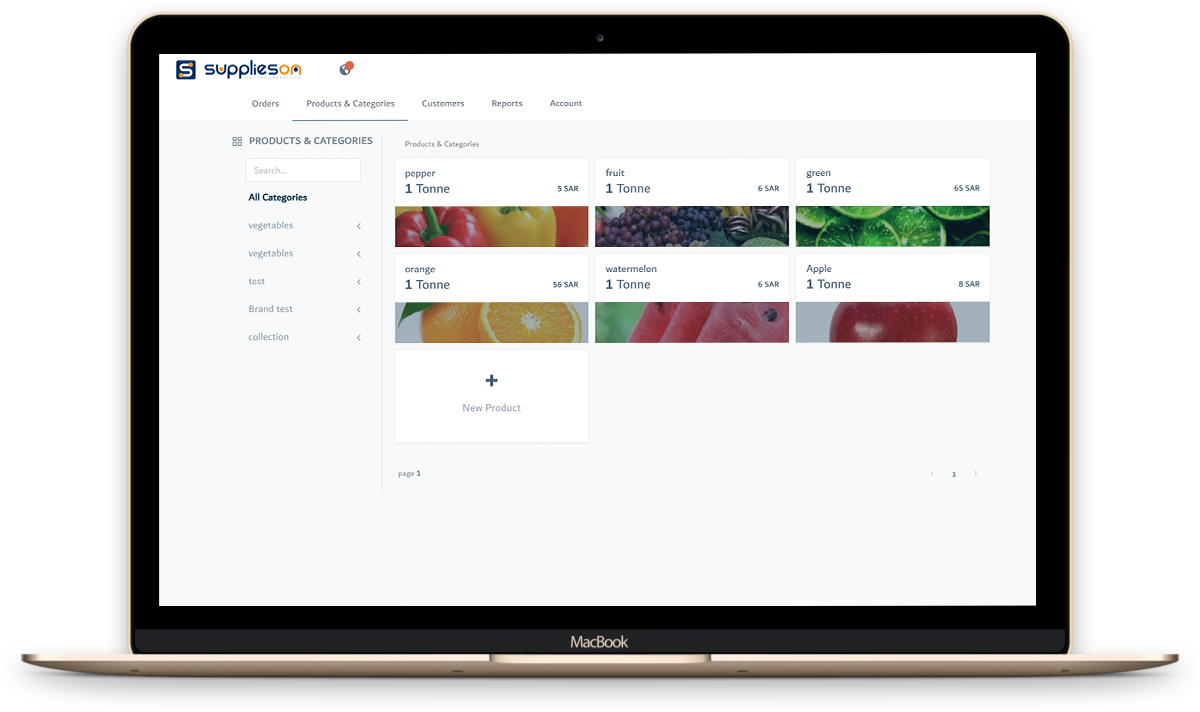 supplieson
Orders
Products & Categories
Customers
Reports
Account
PRODUCTS & CATEGORIES
Search...
All Categories
vegetables
vegetables
test
Brand test
collection
Products & Categories
pepper
1 Tonne
5 SAR
fruit
1 Tonne
6 SAR
green
1 Tonne
65 SAR
orange
1 Tonne
56 SAR
watermelon
1 Tonne
6 SAR
Apple
1 Tonne
8 SAR
New Product
page 1
1
MacBook